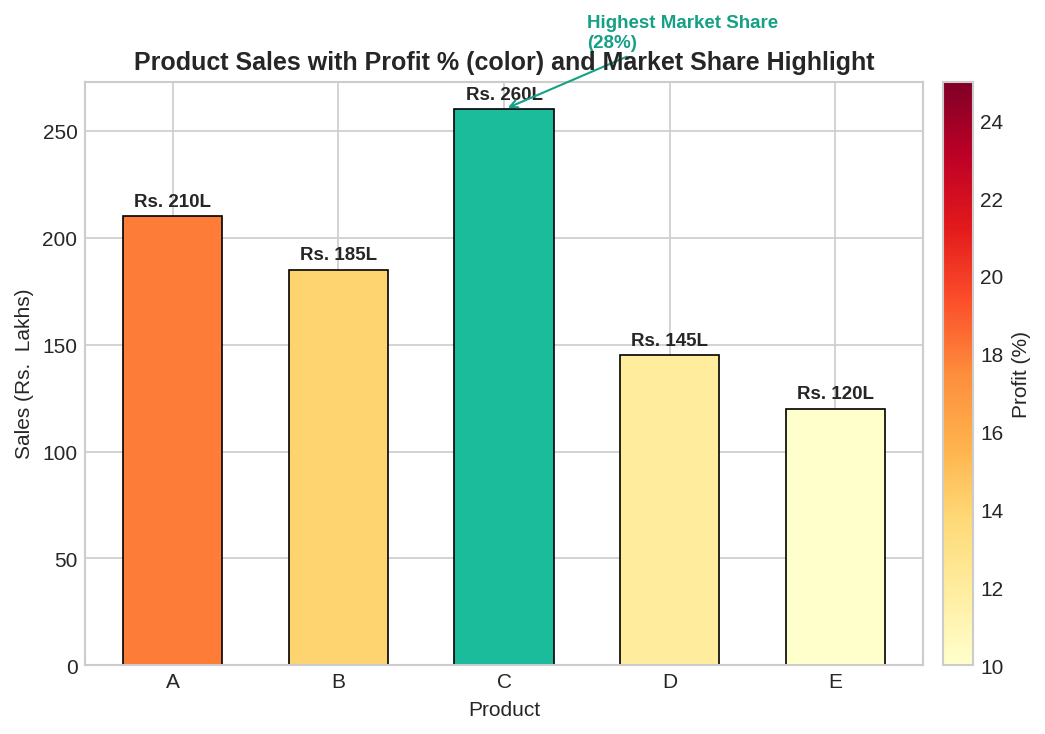 Highest Market Share
(28%)
Product Sales with Profit % (color) and Market Share Highlight
Rs. 260L
Rs. 210L
Rs. 185L
Rs. 145L
Rs. 120L
250
200
150
100
50
0
Sales (Rs. Lakhs)
A
B
C
D
E
Product
24
22
20
18
16
14
12
10
Profit (%)